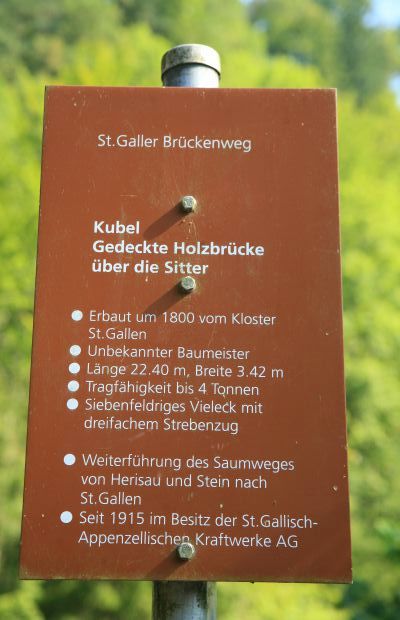 St.Galler Brückenweg
Kubel
Gedeckte Holzbrücke
über die Sitter
Erbaut um 1800 vom Kloster
St.Gallen
Unbekannter Baumeister
Länge 22.40 m, Breite 3.42 m
Tragfähigkeit bis 4 Tonnen
Siebenfeldriges Vieleck mit
dreifachem Strebenzug
Weiterführung des Saumweges
von Herisau und Stein nach
St.Gallen
Seit 1915 im Besitz der St.Gallisch-
Appenzellischen Kraftwerke AG